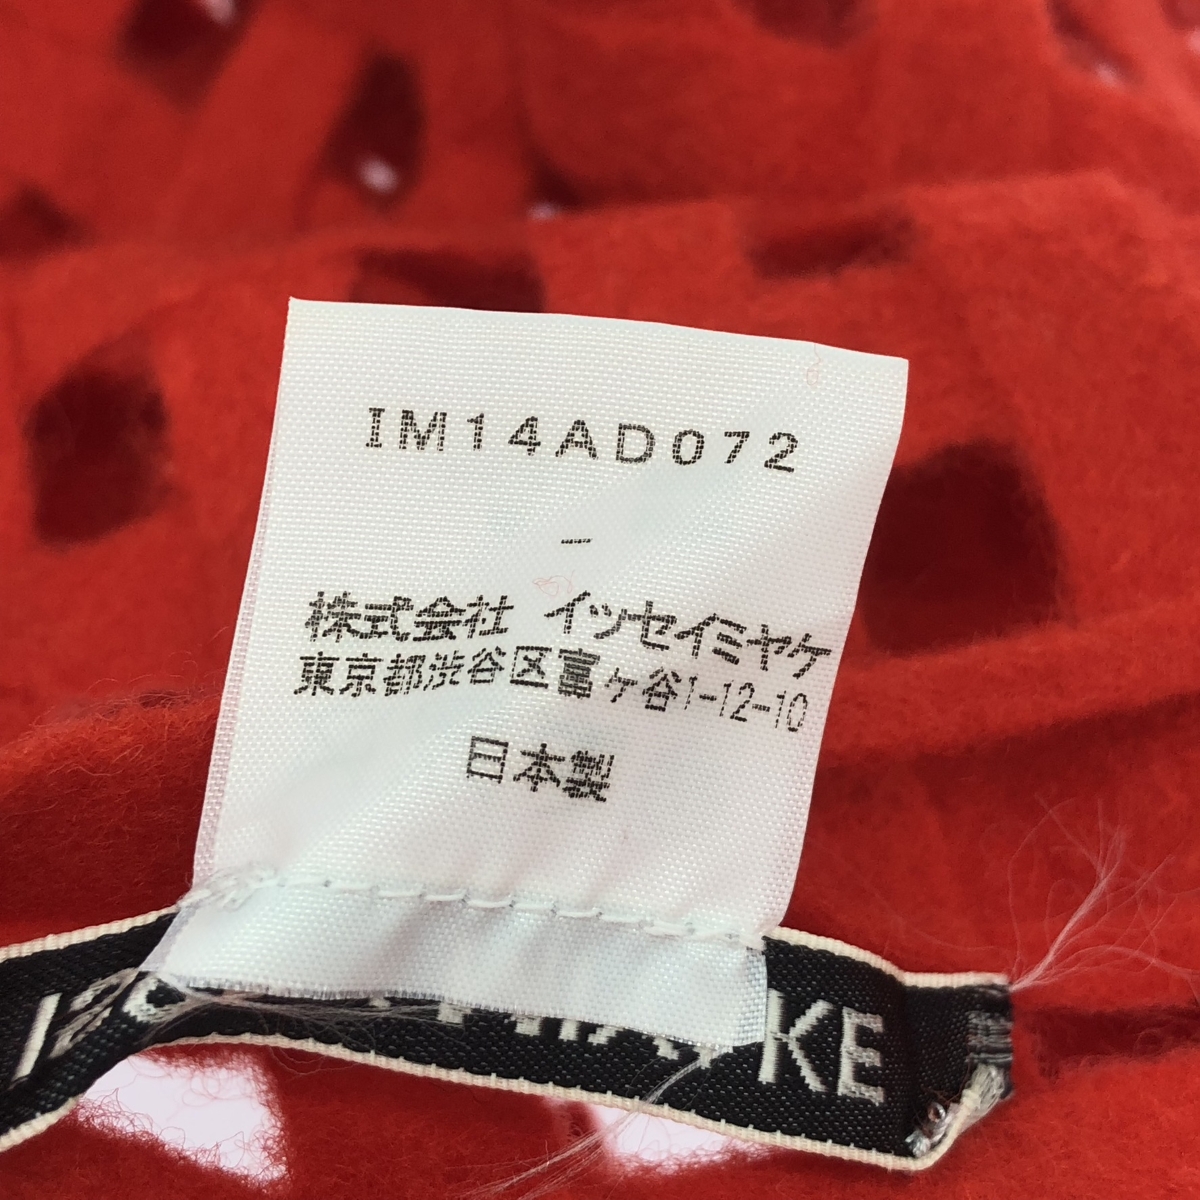 IM14AD072
-
株式会社 イッセイミヤケ
東京都渋谷区富ヶ谷1-12-10
日本製